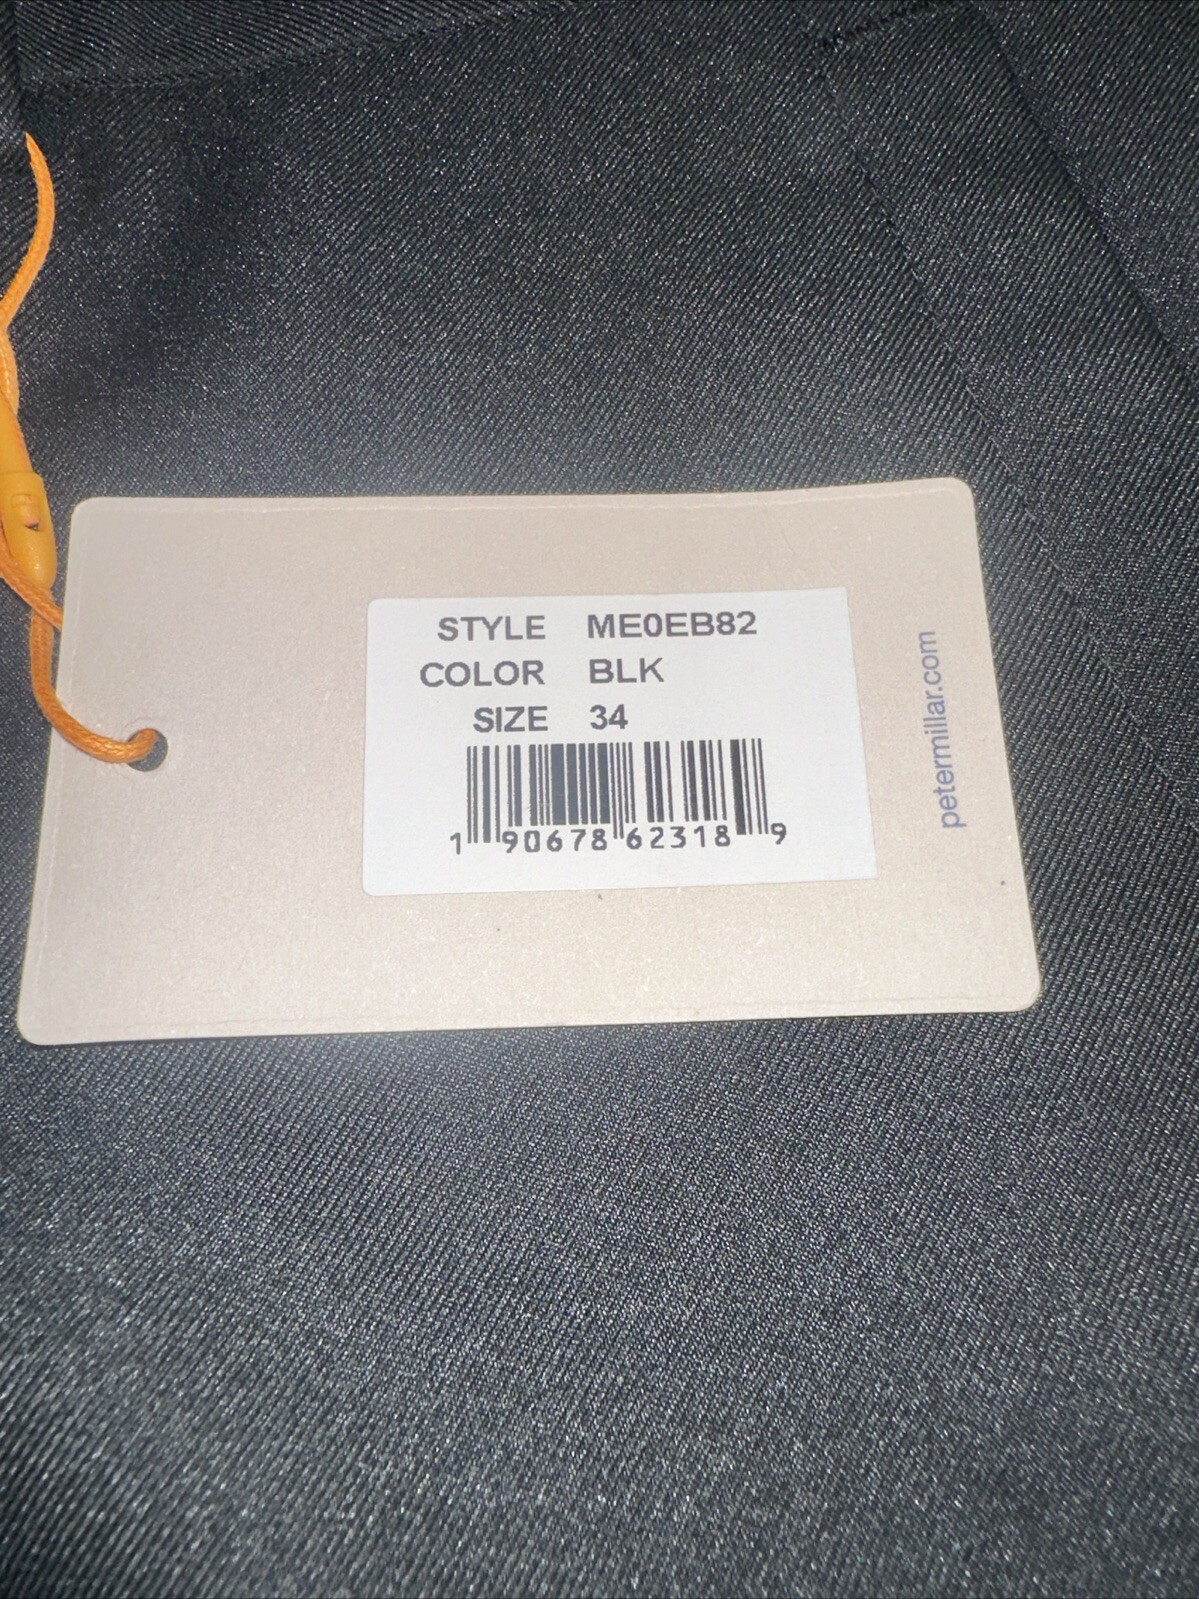 STYLE ME0EB82
COLOR BLK
SIZE 34
1 90678 62318 9
petermillar.com